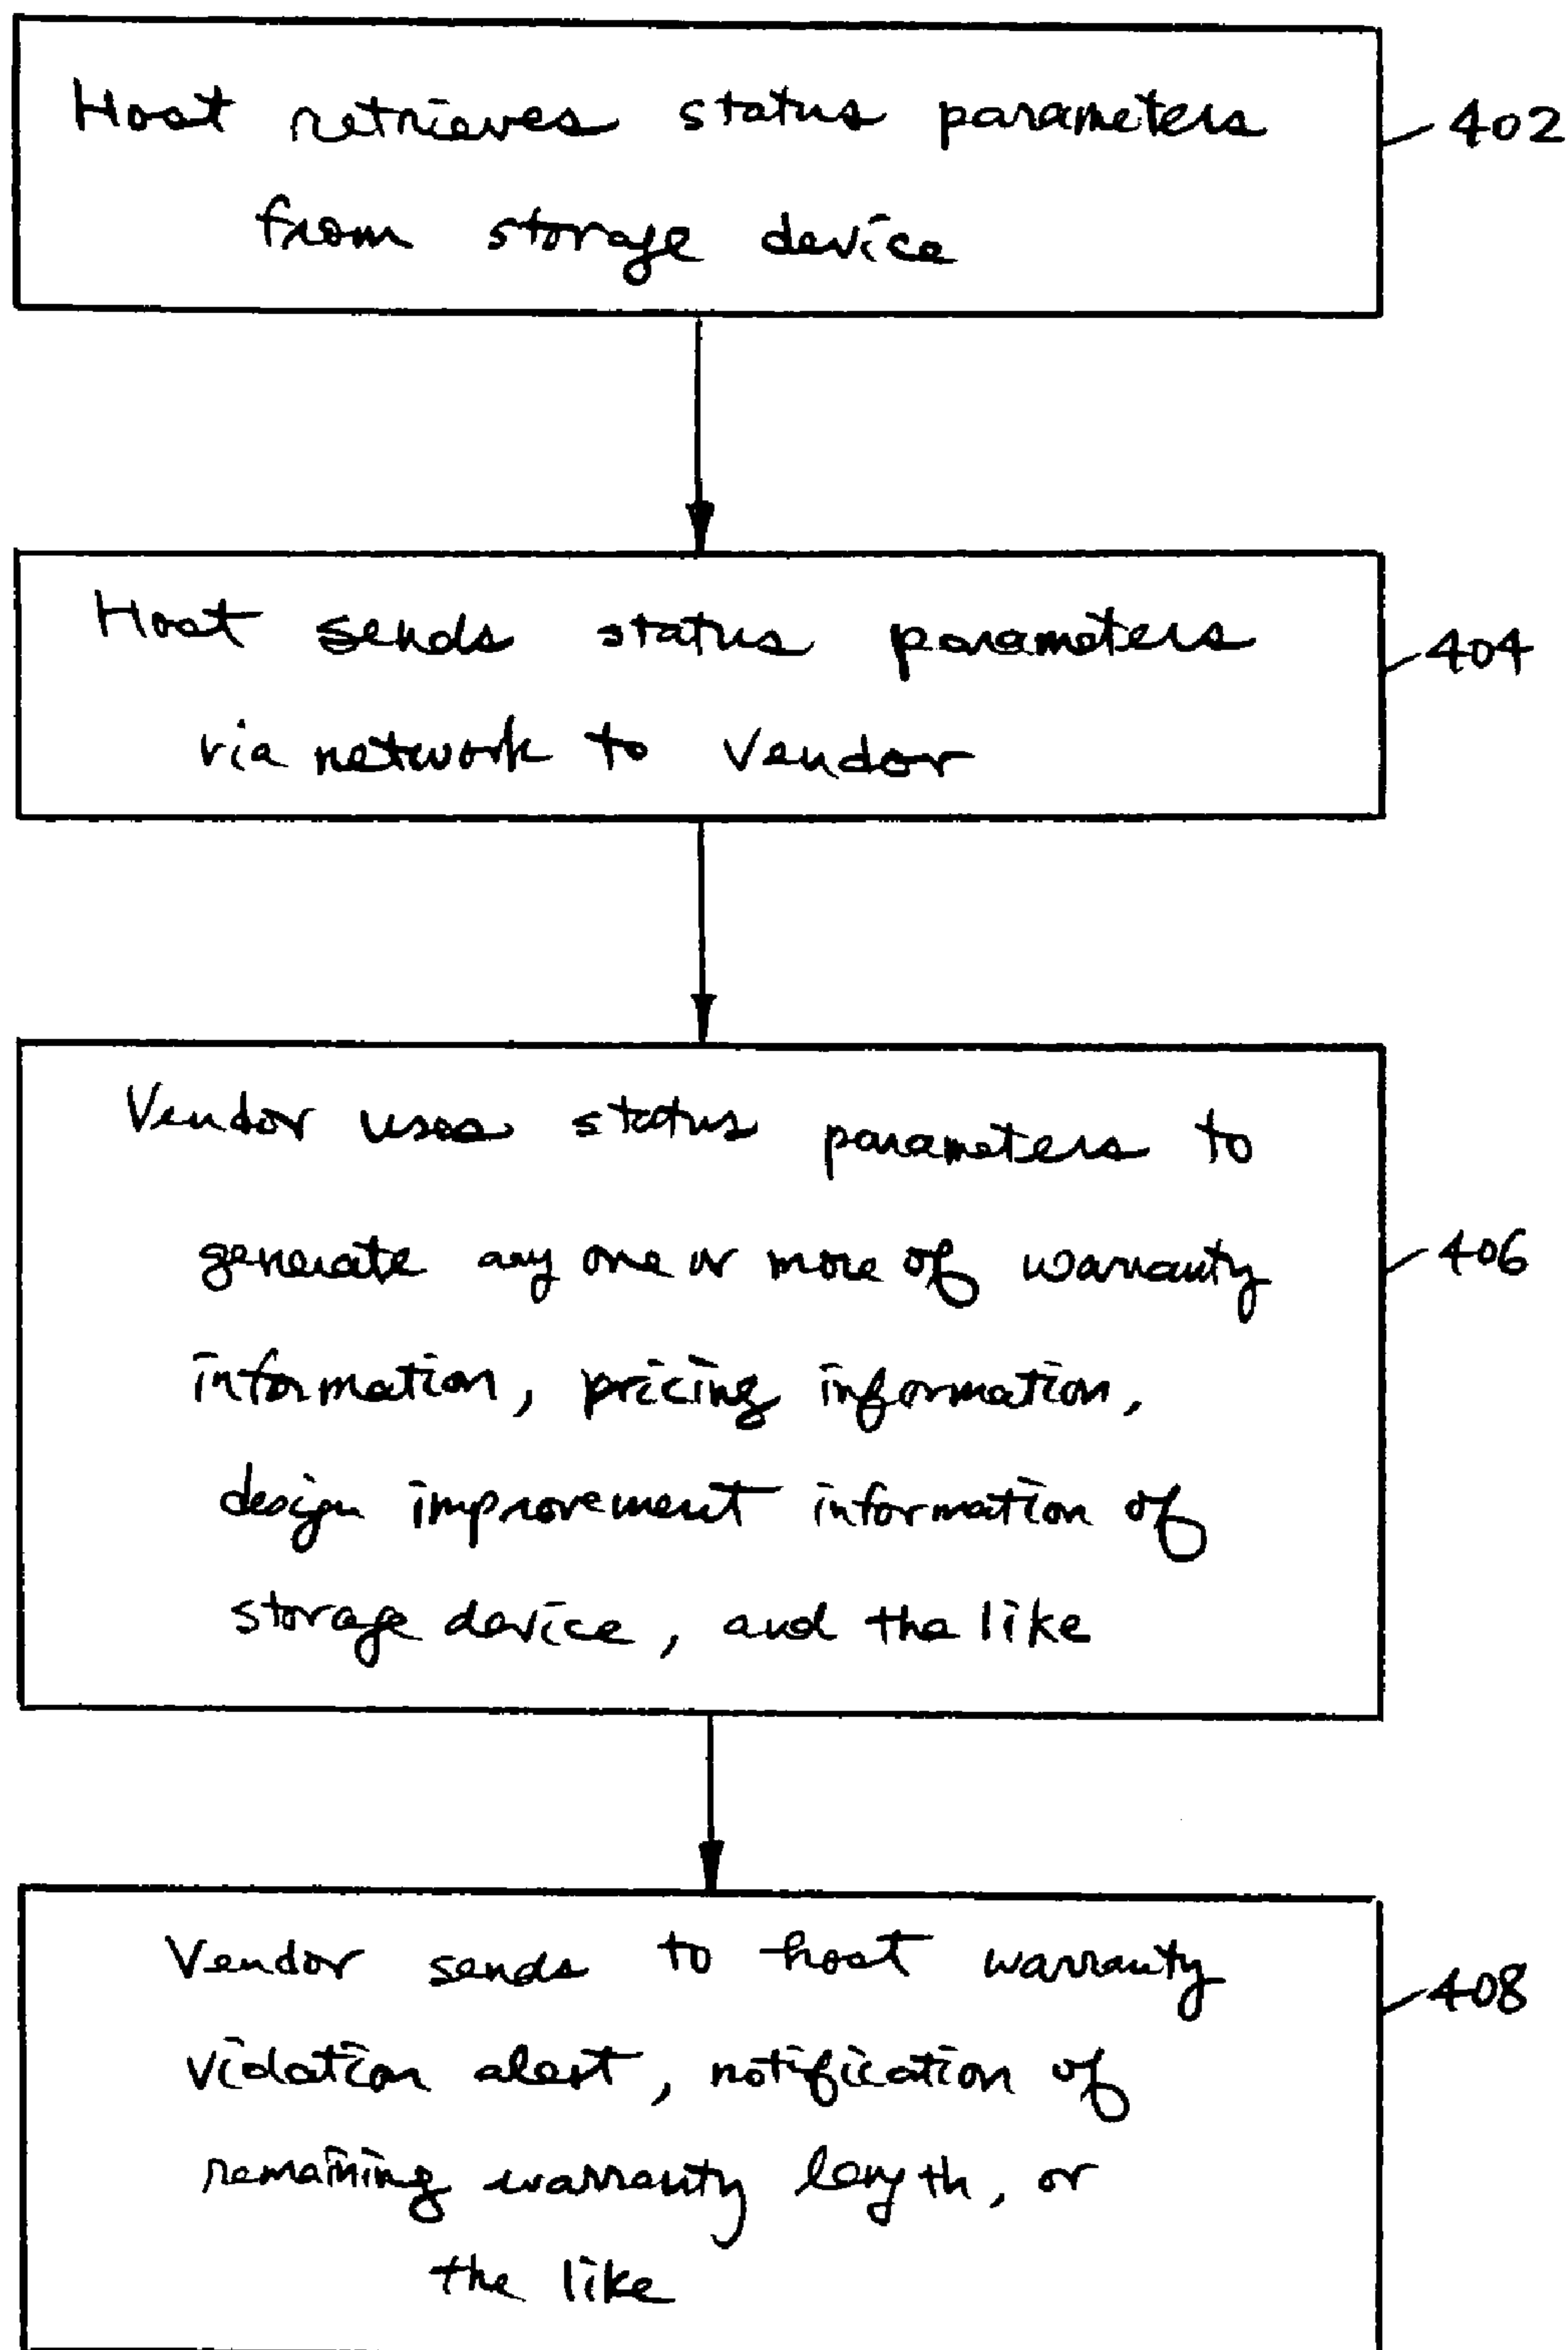 Host retrieves status parameters
from storage device
402
Host sends status parameters
via network to Vendor
404
Vendor uses status parameters to
generate any one or more of warranty
information, pricing information,
design improvement information of
storage device, and the like
406
Vendor sends to host warranty
violation alert, notification of
remaining warranty length, or
the like
408